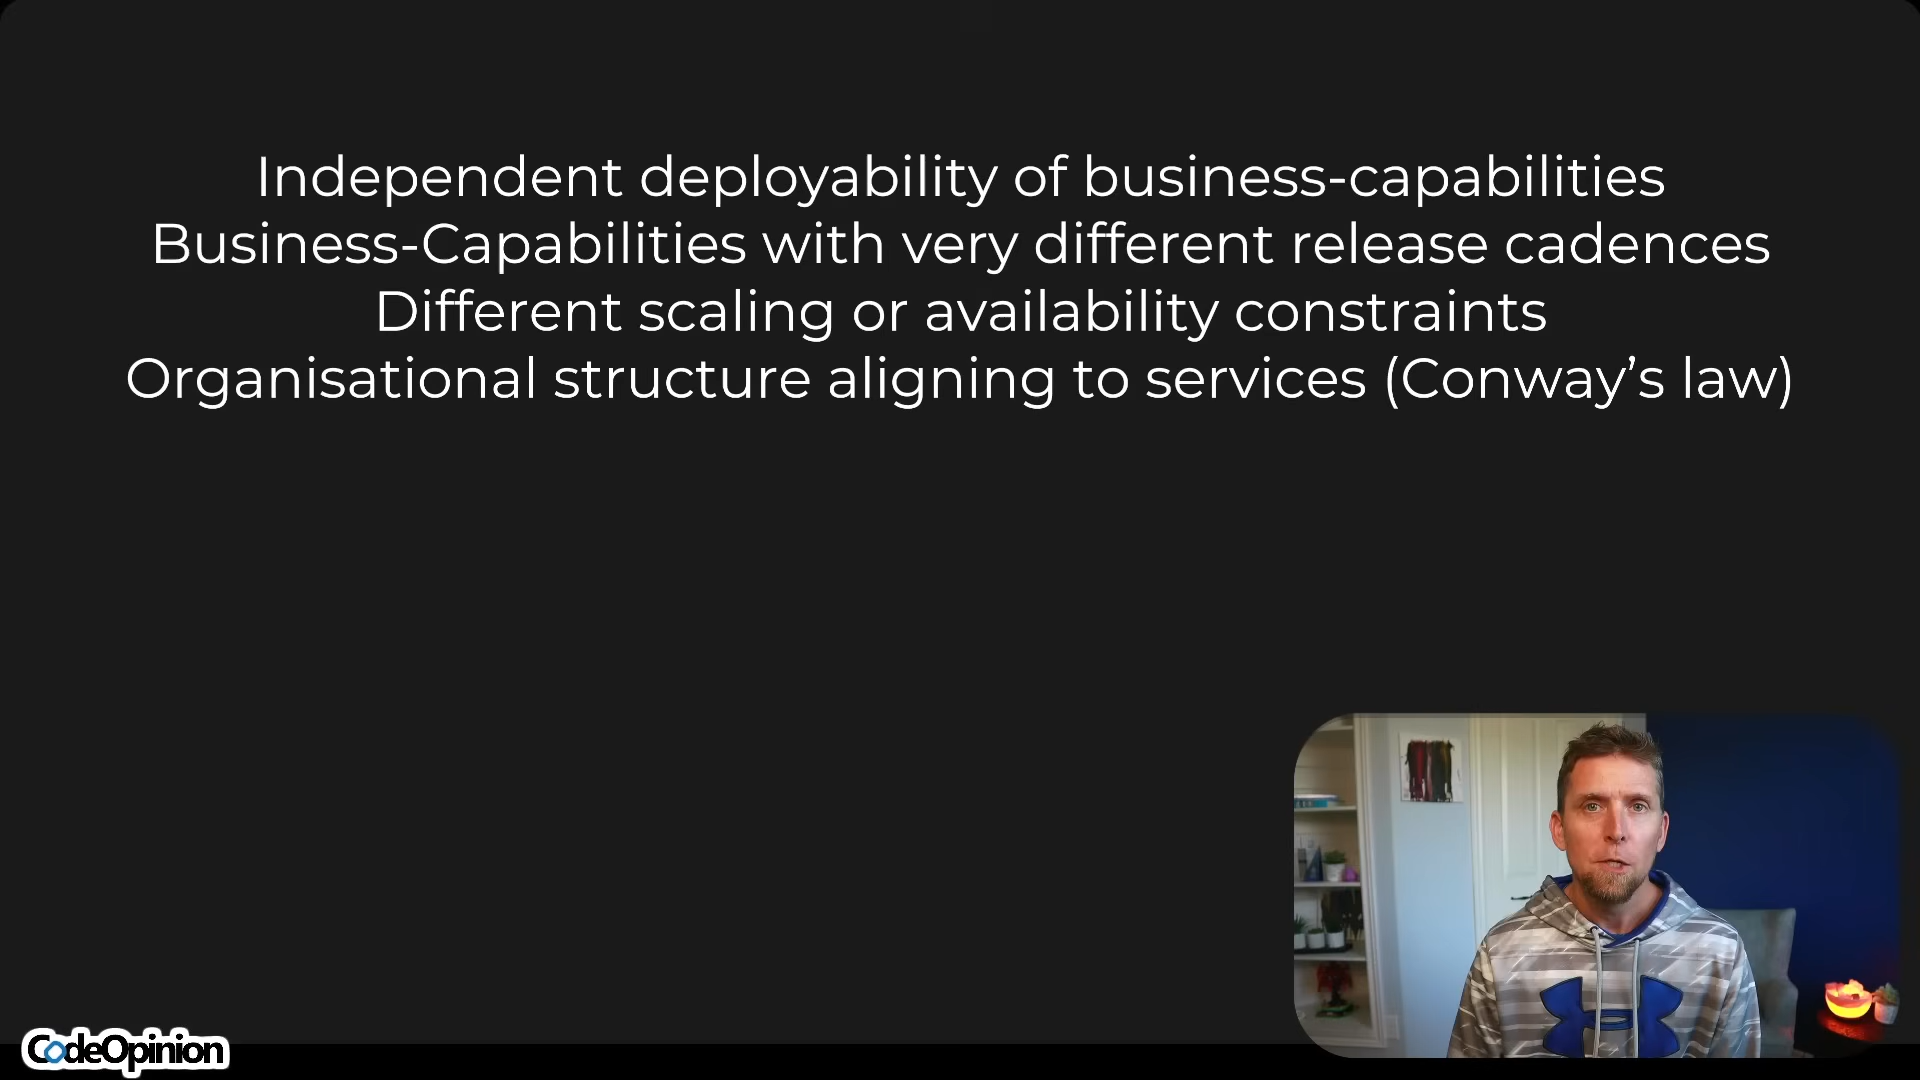 Independent deployability of business-capabilities
Business-Capabilities with very different release cadences
Different scaling or availability constraints
Organisational structure aligning to services (Conway’s law)
CodeOpinion